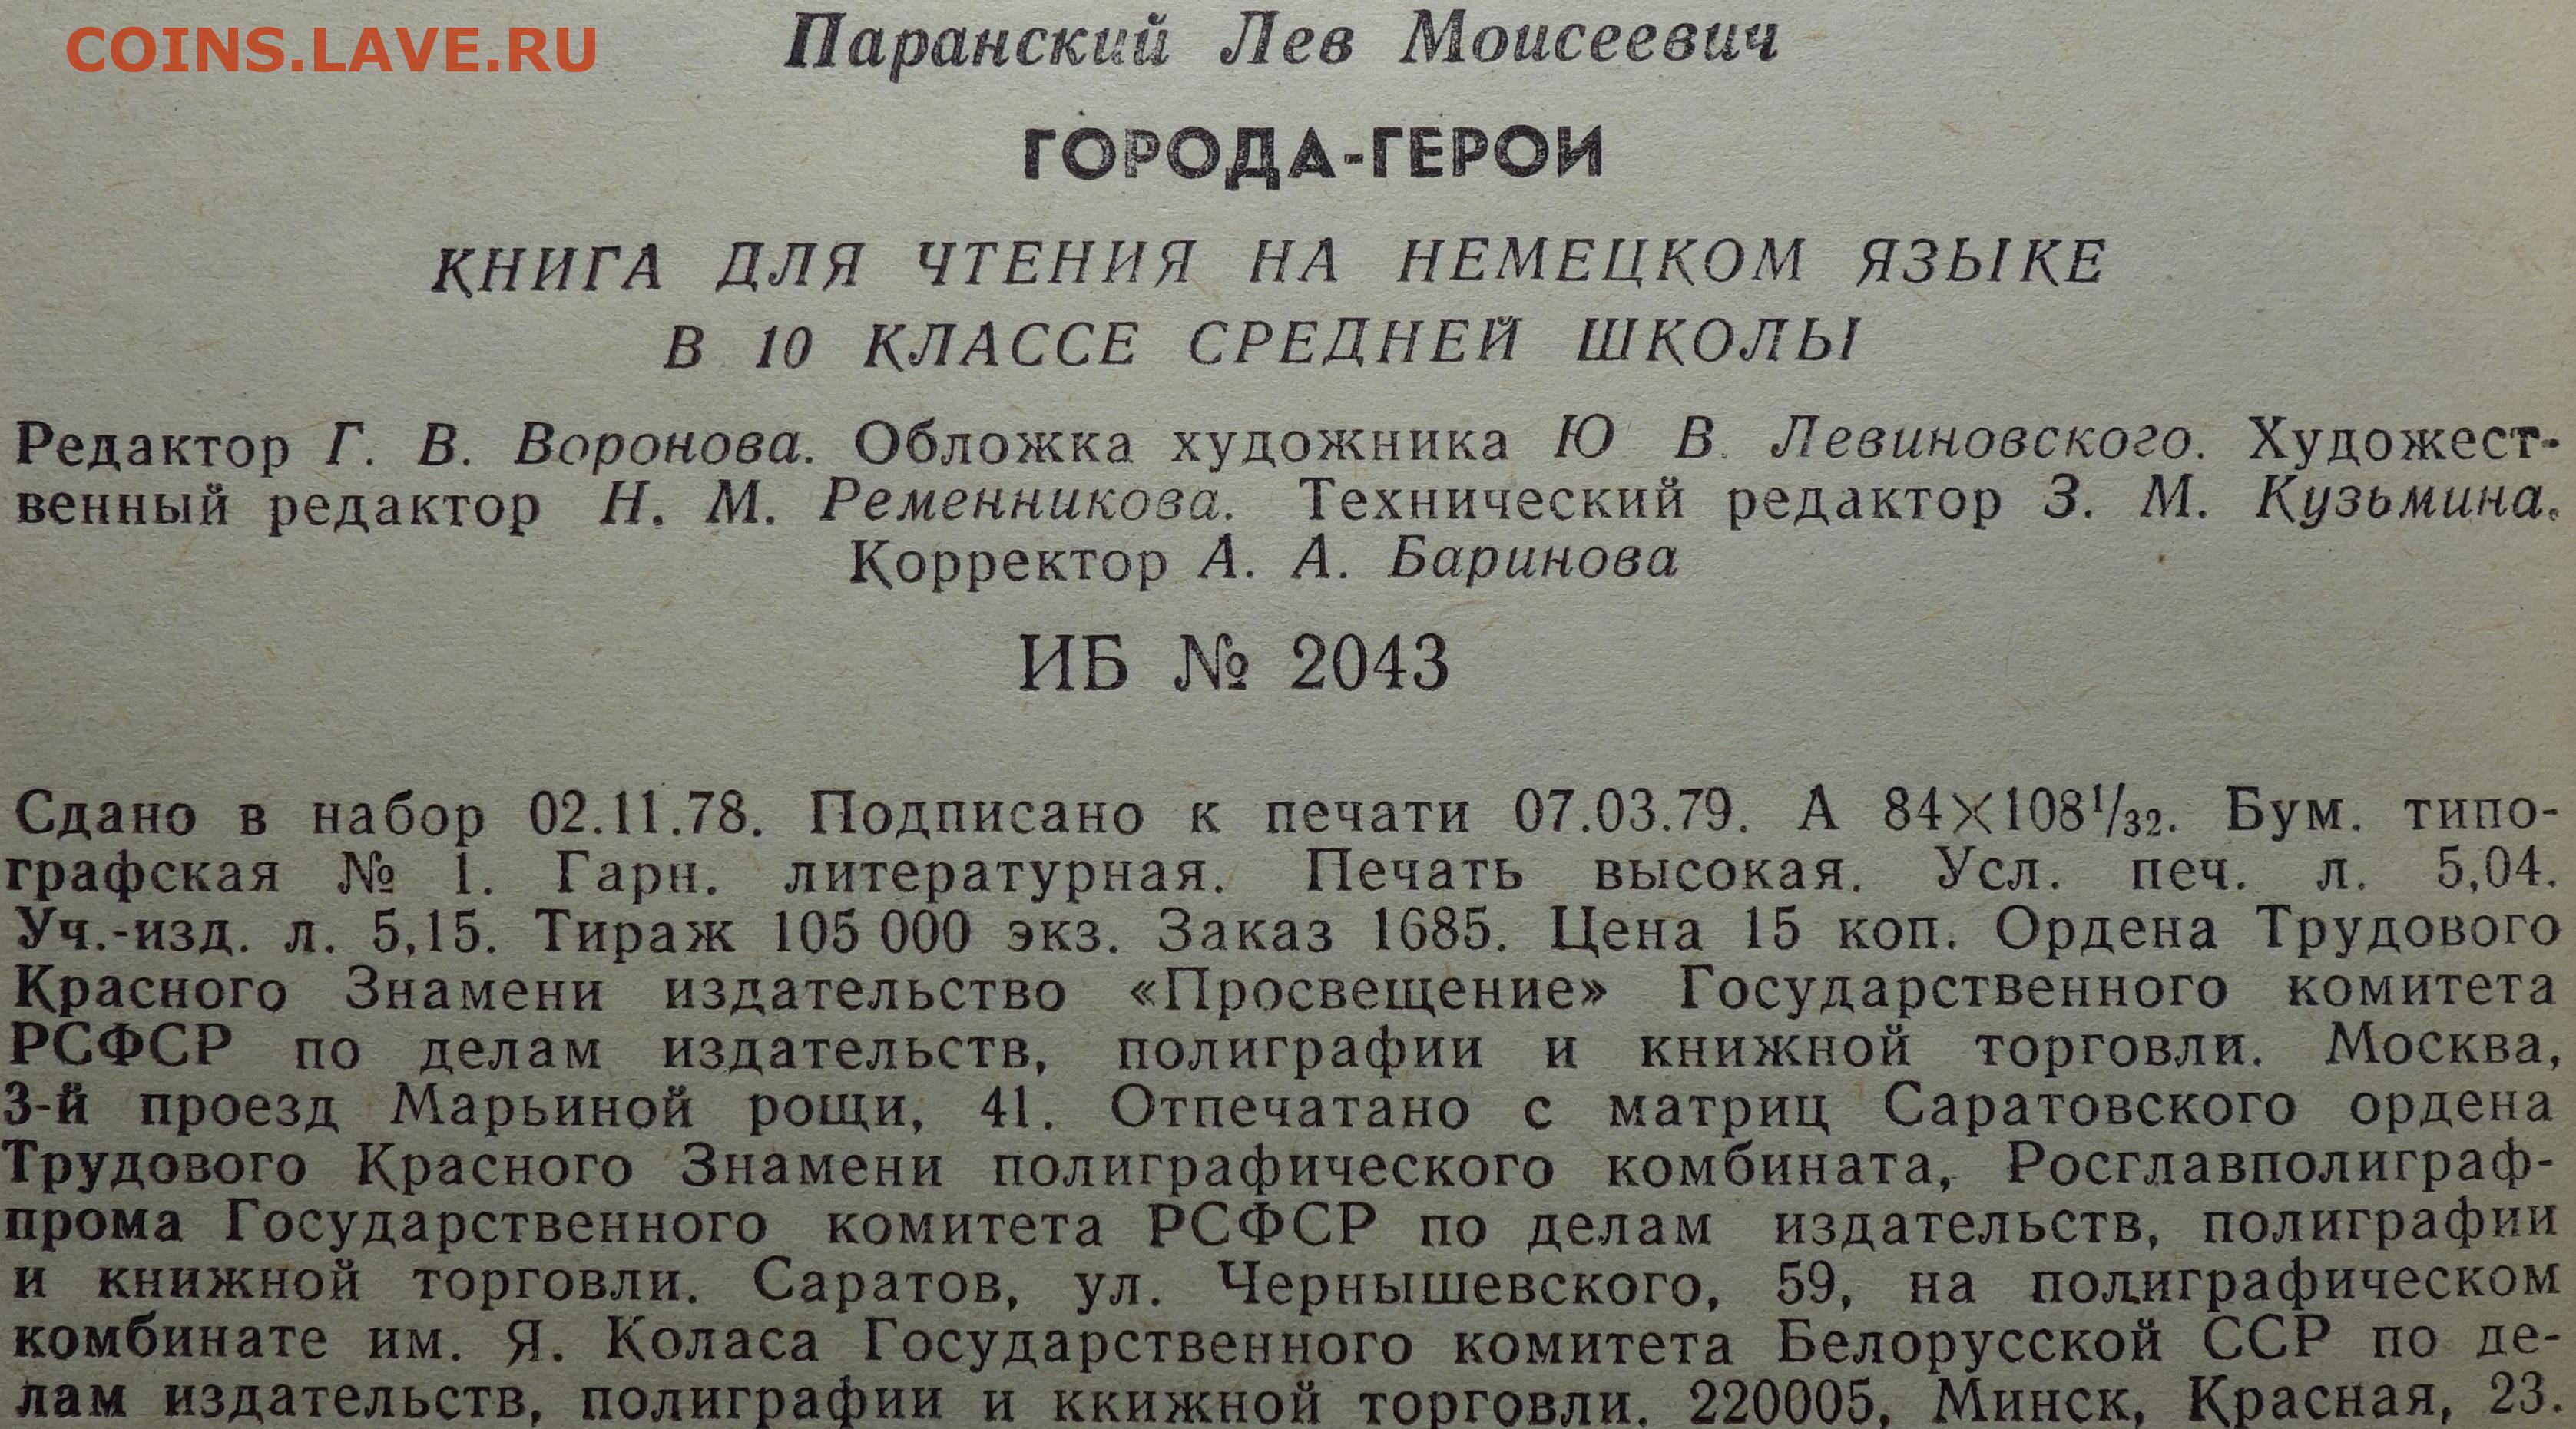 COINS.LAVE.RU
Паранский Лев Моисеевич
ГОРОДА-ГЕРОИ
КНИГА ДЛЯ ЧТЕНИЯ НА НЕМЕЦКОМ ЯЗЫКЕ
В 10 КЛАССЕ СРЕДНЕЙ ШКОЛЫ
Редактор Г. В. Воронова. Обложка художника Ю В. Левиновского. Художест-
венный редактор Н. М. Ременникова. Технический редактор З. М. Кузьмина.
Корректор А. А. Баринова
ИБ № 2043
Сдано в набор 02.11.78. Подписано к печати 07.03.79. А 84×108¹/₃₂. Бум. типо-
графская № 1. Гарн. литературная. Печать высокая. Усл. печ. л. 5,04.
Уч.-изд. л. 5,15. Тираж 105 000 экз. Заказ 1685. Цена 15 коп. Ордена Трудового
Красного Знамени издательство «Просвещение» Государственного комитета
РСФСР по делам издательств, полиграфии и книжной торговли. Москва,
3-й проезд Марьиной рощи, 41. Отпечатано с матриц Саратовского ордена
Трудового Красного Знамени полиграфического комбината, Росглавполиграф-
прома Государственного комитета РСФСР по делам издательств, полиграфии
и книжной торговли. Саратов, ул. Чернышевского, 59, на полиграфическом
комбинате им. Я. Коласа Государственного комитета Белорусской ССР по де-
лам издательств, полиграфии и ккижной торговли. 220005, Минск, Красная, 23.